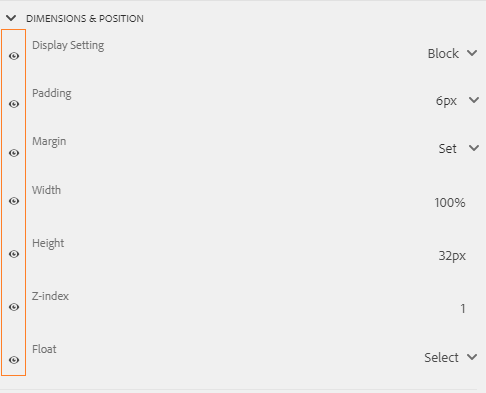 DIMENSIONS & POSITION
Display Setting
Block
Padding
6px
Margin
Set
Width
100%
Height
32px
Z-index
1
Float
Select